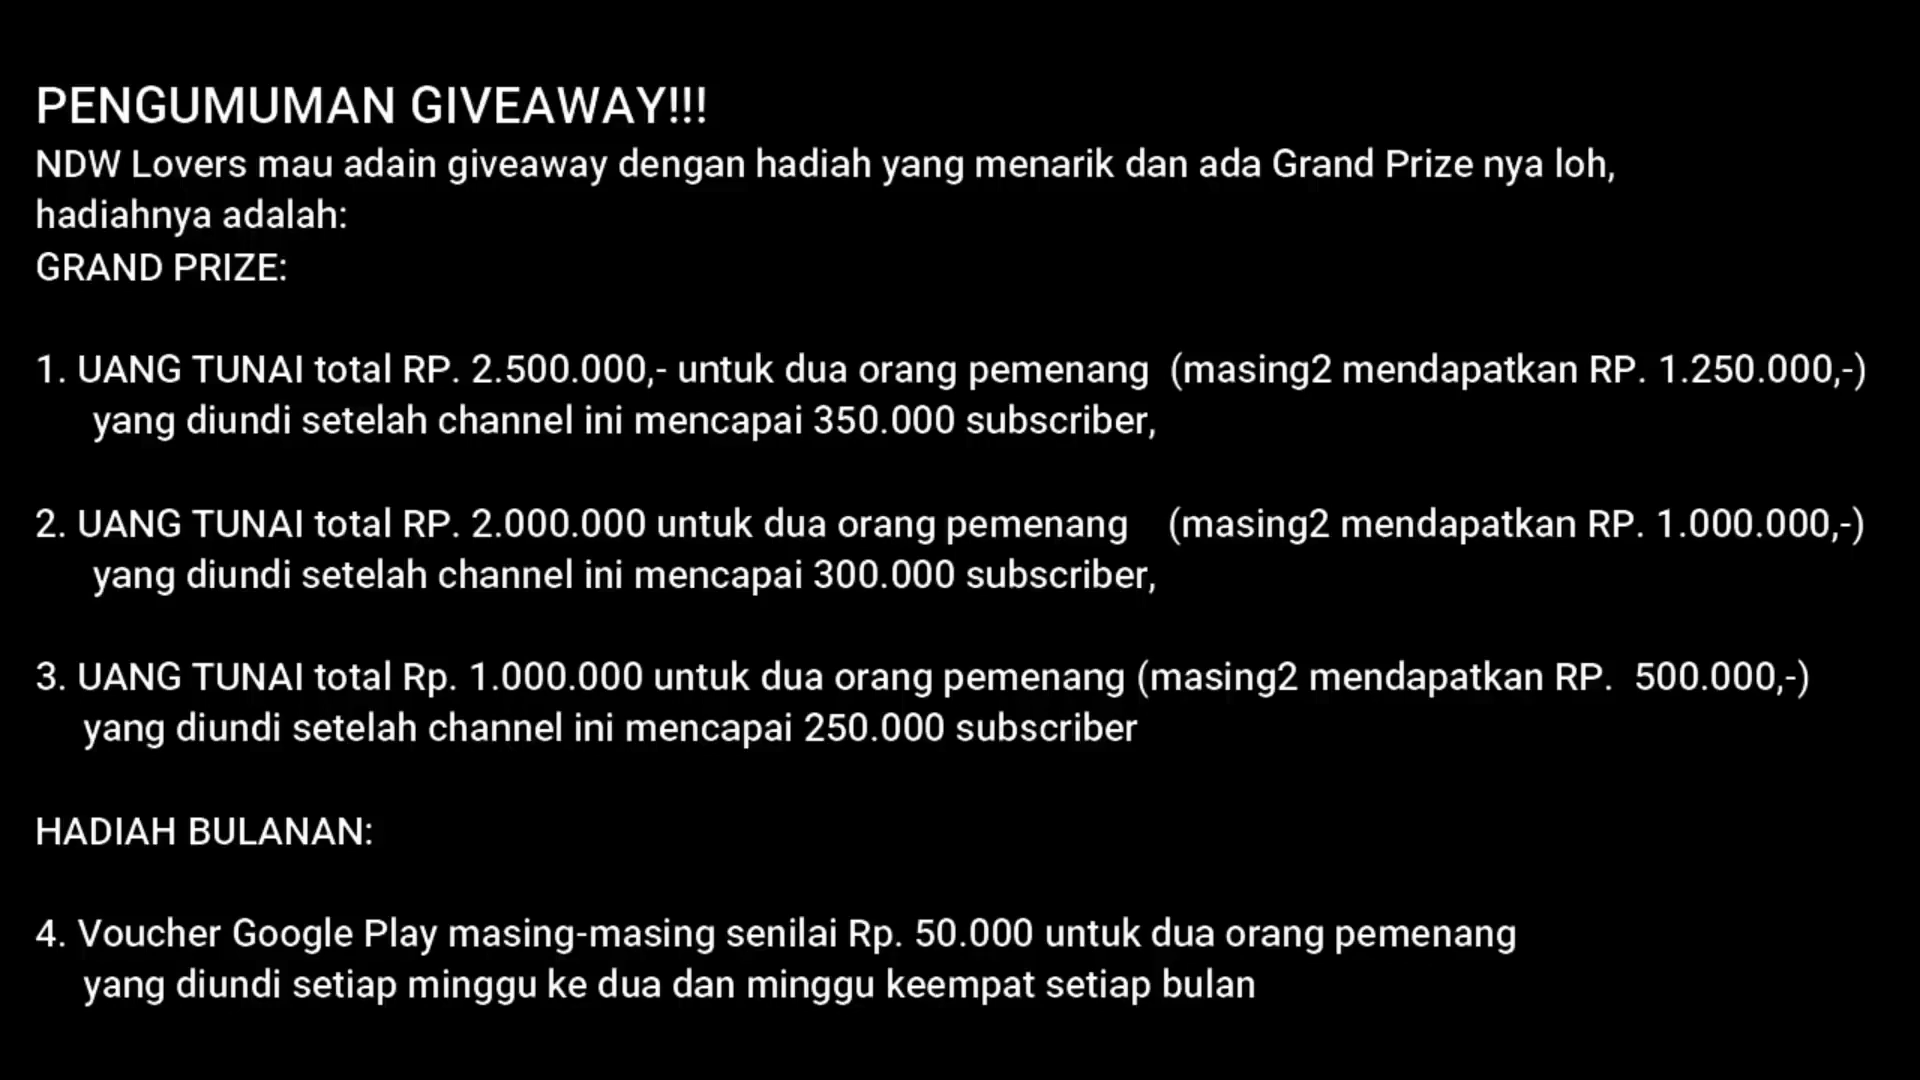 PENGUMUMAN GIVEAWAY!!!
NDW Lovers mau adain giveaway dengan hadiah yang menarik dan ada Grand Prize nya loh,
hadiahnya adalah:
GRAND PRIZE:
1. UANG TUNAI total RP. 2.500.000,- untuk dua orang pemenang (masing2 mendapatkan RP. 1.250.000,-)
yang diundi setelah channel ini mencapai 350.000 subscriber,
2. UANG TUNAI total RP. 2.000.000 untuk dua orang pemenang (masing2 mendapatkan RP. 1.000.000,-)
yang diundi setelah channel ini mencapai 300.000 subscriber,
3. UANG TUNAI total Rp. 1.000.000 untuk dua orang pemenang (masing2 mendapatkan RP. 500.000,-)
yang diundi setelah channel ini mencapai 250.000 subscriber
HADIAH BULANAN:
4. Voucher Google Play masing-masing senilai Rp. 50.000 untuk dua orang pemenang
yang diundi setiap minggu ke dua dan minggu keempat setiap bulan